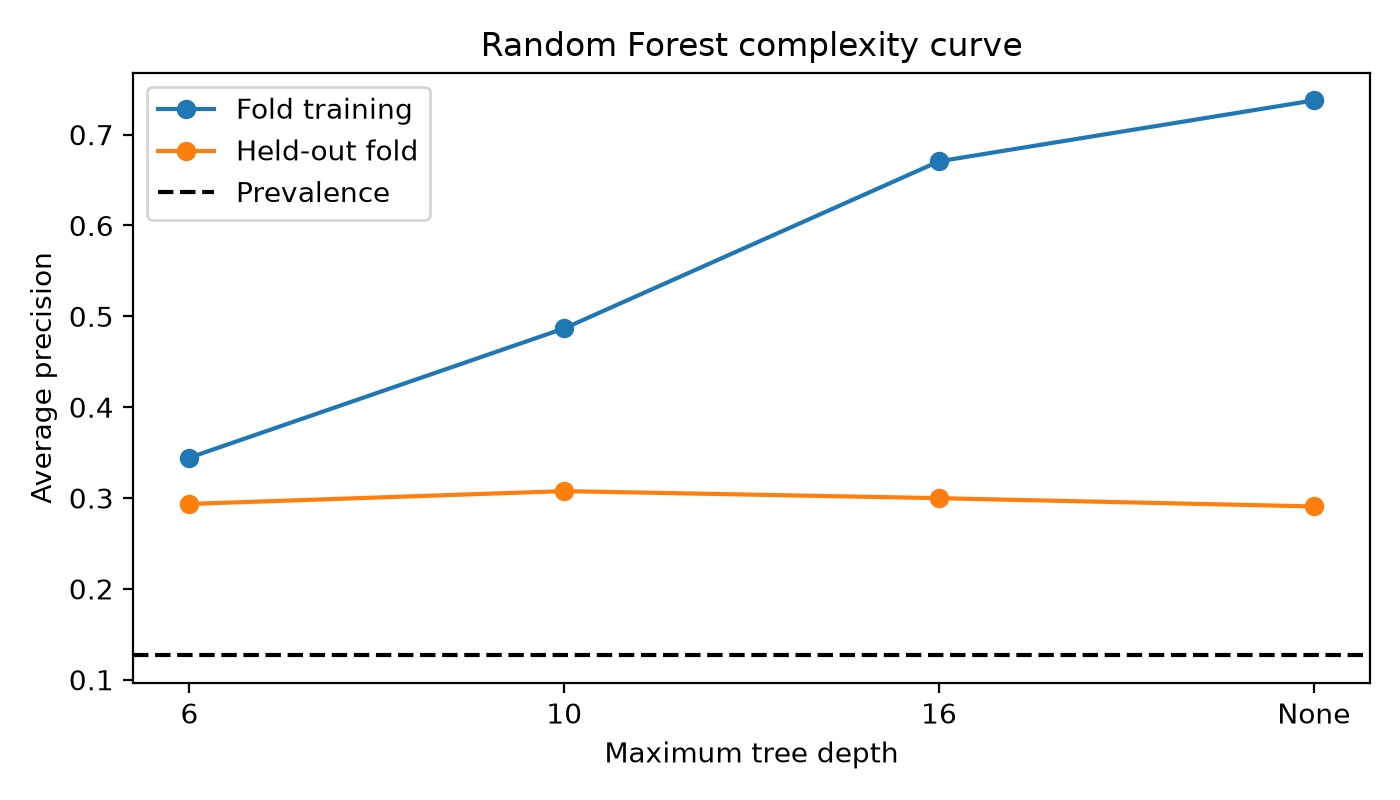 Random Forest complexity curve
Fold training
Held-out fold
Prevalence
Average precision
0.7
0.6
0.5
0.4
0.3
0.2
0.1
6 10 16 None
Maximum tree depth